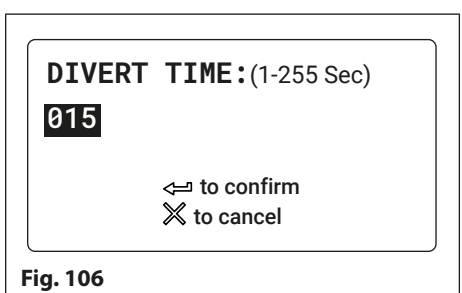 DIVERT TIME:(1-255 Sec)
015
to confirm
to cancel
Fig. 106